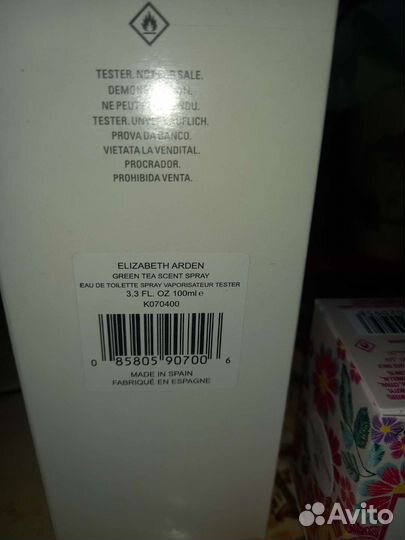 TESTER. NOT FOR SALE.
NE PEUT
TESTER. UNVERKÄUFLICH.
PROVA DA BANCO.
VIETATA LA VENDITAL.
PROCRADOR.
PROHIBIDA VENTA.
ELIZABETH ARDEN
GREEN TEA SCENT SPRAY
EAU DE TOILETTE SPRAY VAPORISATEUR TESTER
3.3 FL. OZ 100ml e
K070400
0 85805 90700 6
MADE IN SPAIN
FABRIQUÉ EN ESPAGNE
Avito